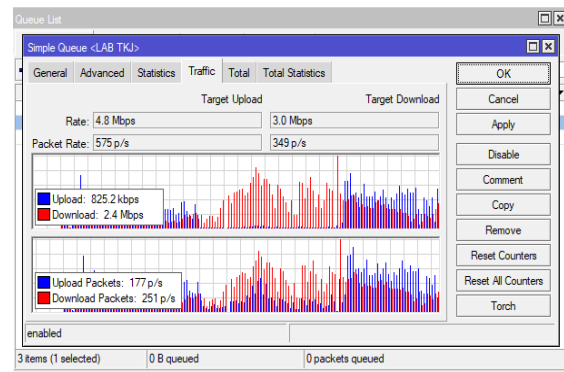 Queue List
Simple Queue <LAB TKJ>
General Advanced Statistics Traffic Total Total Statistics
OK
Target Upload Target Download
Cancel
Rate: 4.8 Mbps 3.0 Mbps
Apply
Packet Rate: 575 p/s 349 p/s
Disable
Comment
Upload: 825.2 kbps
Download: 2.4 Mbps
Copy
Remove
Reset Counters
Upload Packets: 177 p/s
Download Packets: 251 p/s
Reset All Counters
Torch
enabled
3 items (1 selected) 0 B queued 0 packets queued